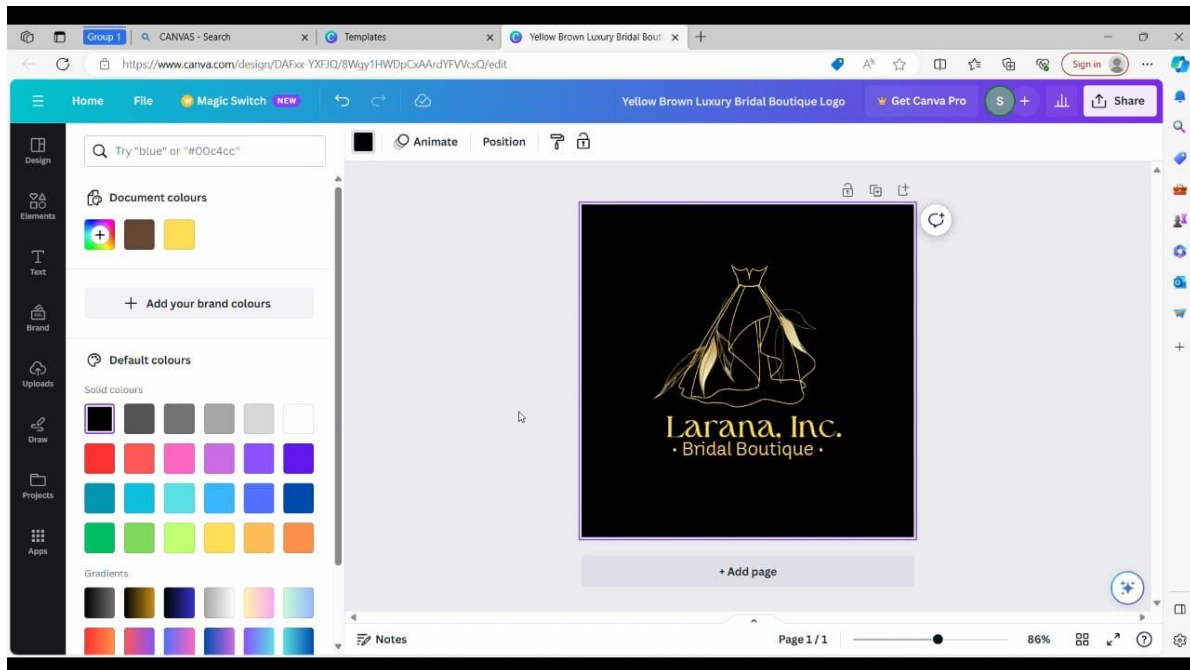 Group 1
CANVAS - Search
Templates
Yellow Brown Luxury Bridal Bouti
https://www.canva.com/design/DAFxx-YXFJQ/8Wgy1HWDpCxAArdYFVVcsQ/edit
Sign in
Home File Magic Switch NEW
Yellow Brown Luxury Bridal Boutique Logo
Get Canva Pro
S
Share
Design
Elements
Text
Brand
Uploads
Draw
Projects
Apps
Try "blue" or "#00c4cc"
Document colours
+ Add your brand colours
Default colours
Solid colours
Gradients
Animate Position
Larana, Inc.
• Bridal Boutique •
+ Add page
Notes
Page 1 / 1
86%